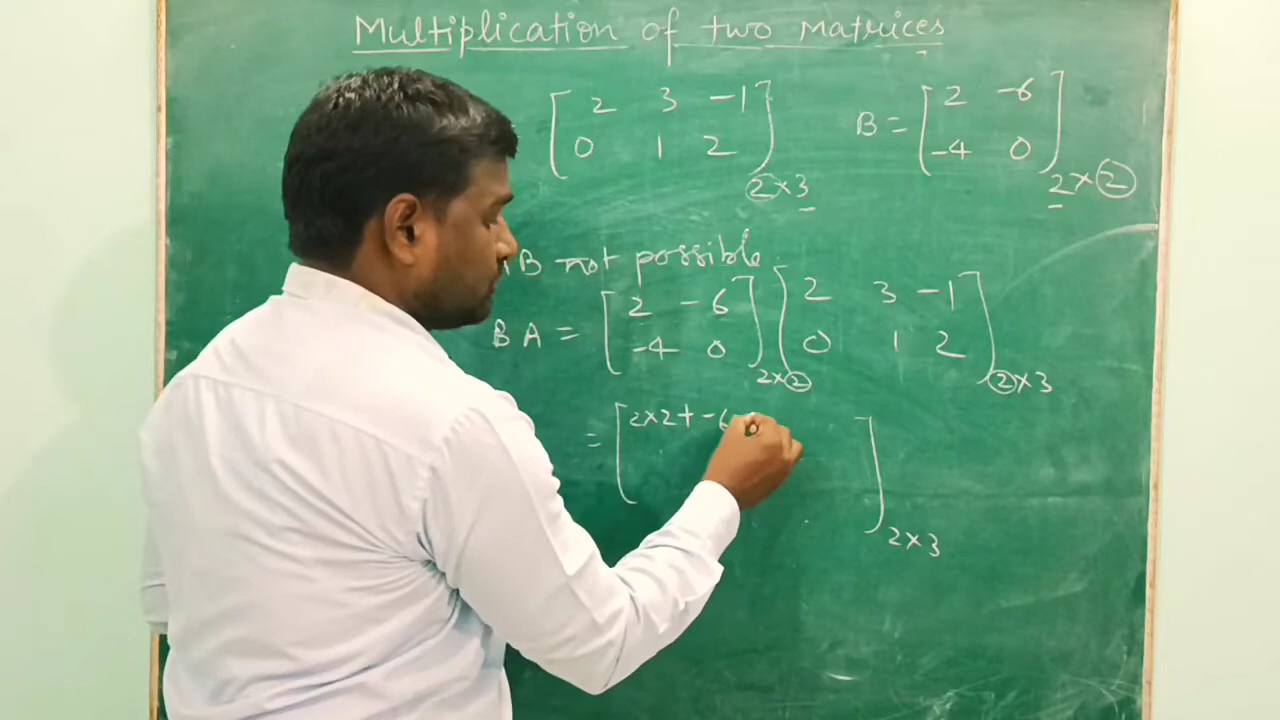 Multiplication of two matrices
[ 2 3 -1
0 1 2 ] 2×3
B = [ 2 -6
-4 0 ] 2×2
AB not possible.
BA = [ 2 -6
-4 0 ] 2×2 [ 2 3 -1
0 1 2 ] 2×3
= [ 2×2+ -6 ] 2×3